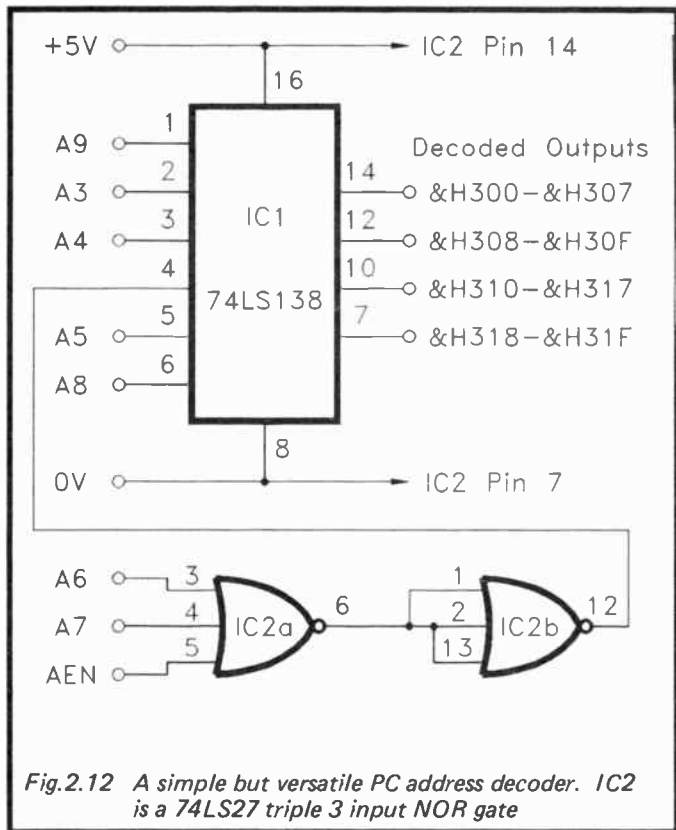 +5V IC2 Pin 14
16
1
A9 Decoded Outputs
2 14
A3 &H300-&H307
3 IC1 12
A4 &H308-&H30F
4 10
74LS138 &H310-&H317
5 7
A5 &H318-&H31F
6
A8
8
0V IC2 Pin 7
A6 3 1
A7 4 IC2a 6 2 IC2b 12
AEN 5 13
Fig.2.12 A simple but versatile PC address decoder. IC2
is a 74LS27 triple 3 input NOR gate